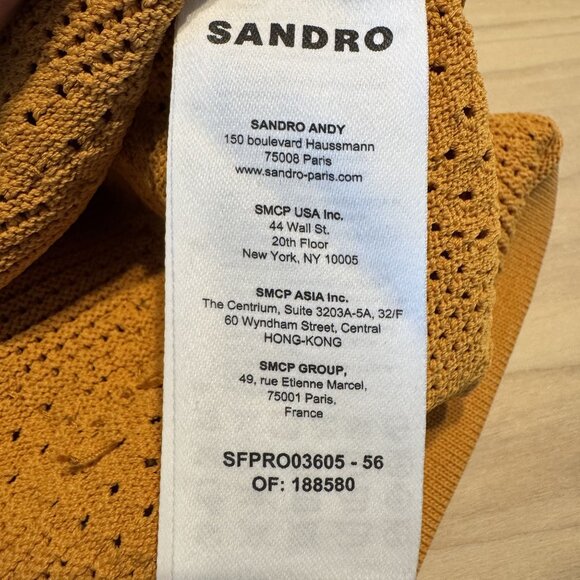 SANDRO
SANDRO ANDY
150 boulevard Haussmann
75008 Paris
www.sandro-paris.com
SMCP USA Inc.
44 Wall St.
20th Floor
New York, NY 10005
SMCP ASIA Inc.
The Centrium, Suite 3203A-5A, 32/F
60 Wyndham Street, Central
HONG-KONG
SMCP GROUP,
49, rue Etienne Marcel,
75001 Paris,
France
SFPRO03605 - 56
OF: 188580